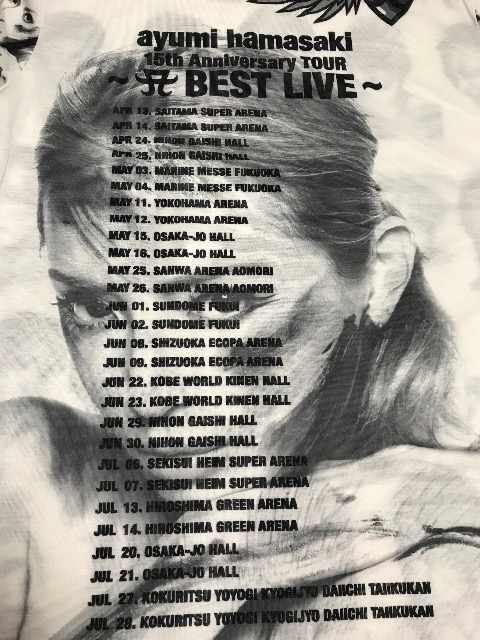 ayumi hamasaki
15th Anniversary TOUR
~ A BEST LIVE ~
APR 13. SAITAMA SUPER ARENA
APR 14. SAITAMA SUPER ARENA
APR 24. NIHON GAISHI HALL
APR 25. NIHON GAISHI HALL
MAY 03. MARINE MESSE FUKUOKA
MAY 04. MARINE MESSE FUKUOKA
MAY 11. YOKOHAMA ARENA
MAY 12. YOKOHAMA ARENA
MAY 15. OSAKA-JO HALL
MAY 16. OSAKA-JO HALL
MAY 25. SANWA ARENA AOMORI
MAY 26. SANWA ARENA AOMORI
JUN 01. SUNDOME FUKUI
JUN 02. SUNDOME FUKUI
JUN 08. SHIZUOKA ECOPA ARENA
JUN 09. SHIZUOKA ECOPA ARENA
JUN 22. KOBE WORLD KINEN HALL
JUN 23. KOBE WORLD KINEN HALL
JUN 29. NIHON GAISHI HALL
JUN 30. NIHON GAISHI HALL
JUL 06. SEKISUI HEIM SUPER ARENA
JUL 07. SEKISUI HEIM SUPER ARENA
JUL 13. HIROSHIMA GREEN ARENA
JUL 14. HIROSHIMA GREEN ARENA
JUL 20. OSAKA-JO HALL
JUL 21. OSAKA-JO HALL
JUL 27. KOKURITSU YOYOGI KYOGIJYO DAIICHI TAHKUKAN
JUL 28. KOKURITSU YOYOGI KYOGIJYO DAIICHI TAHKUKAN